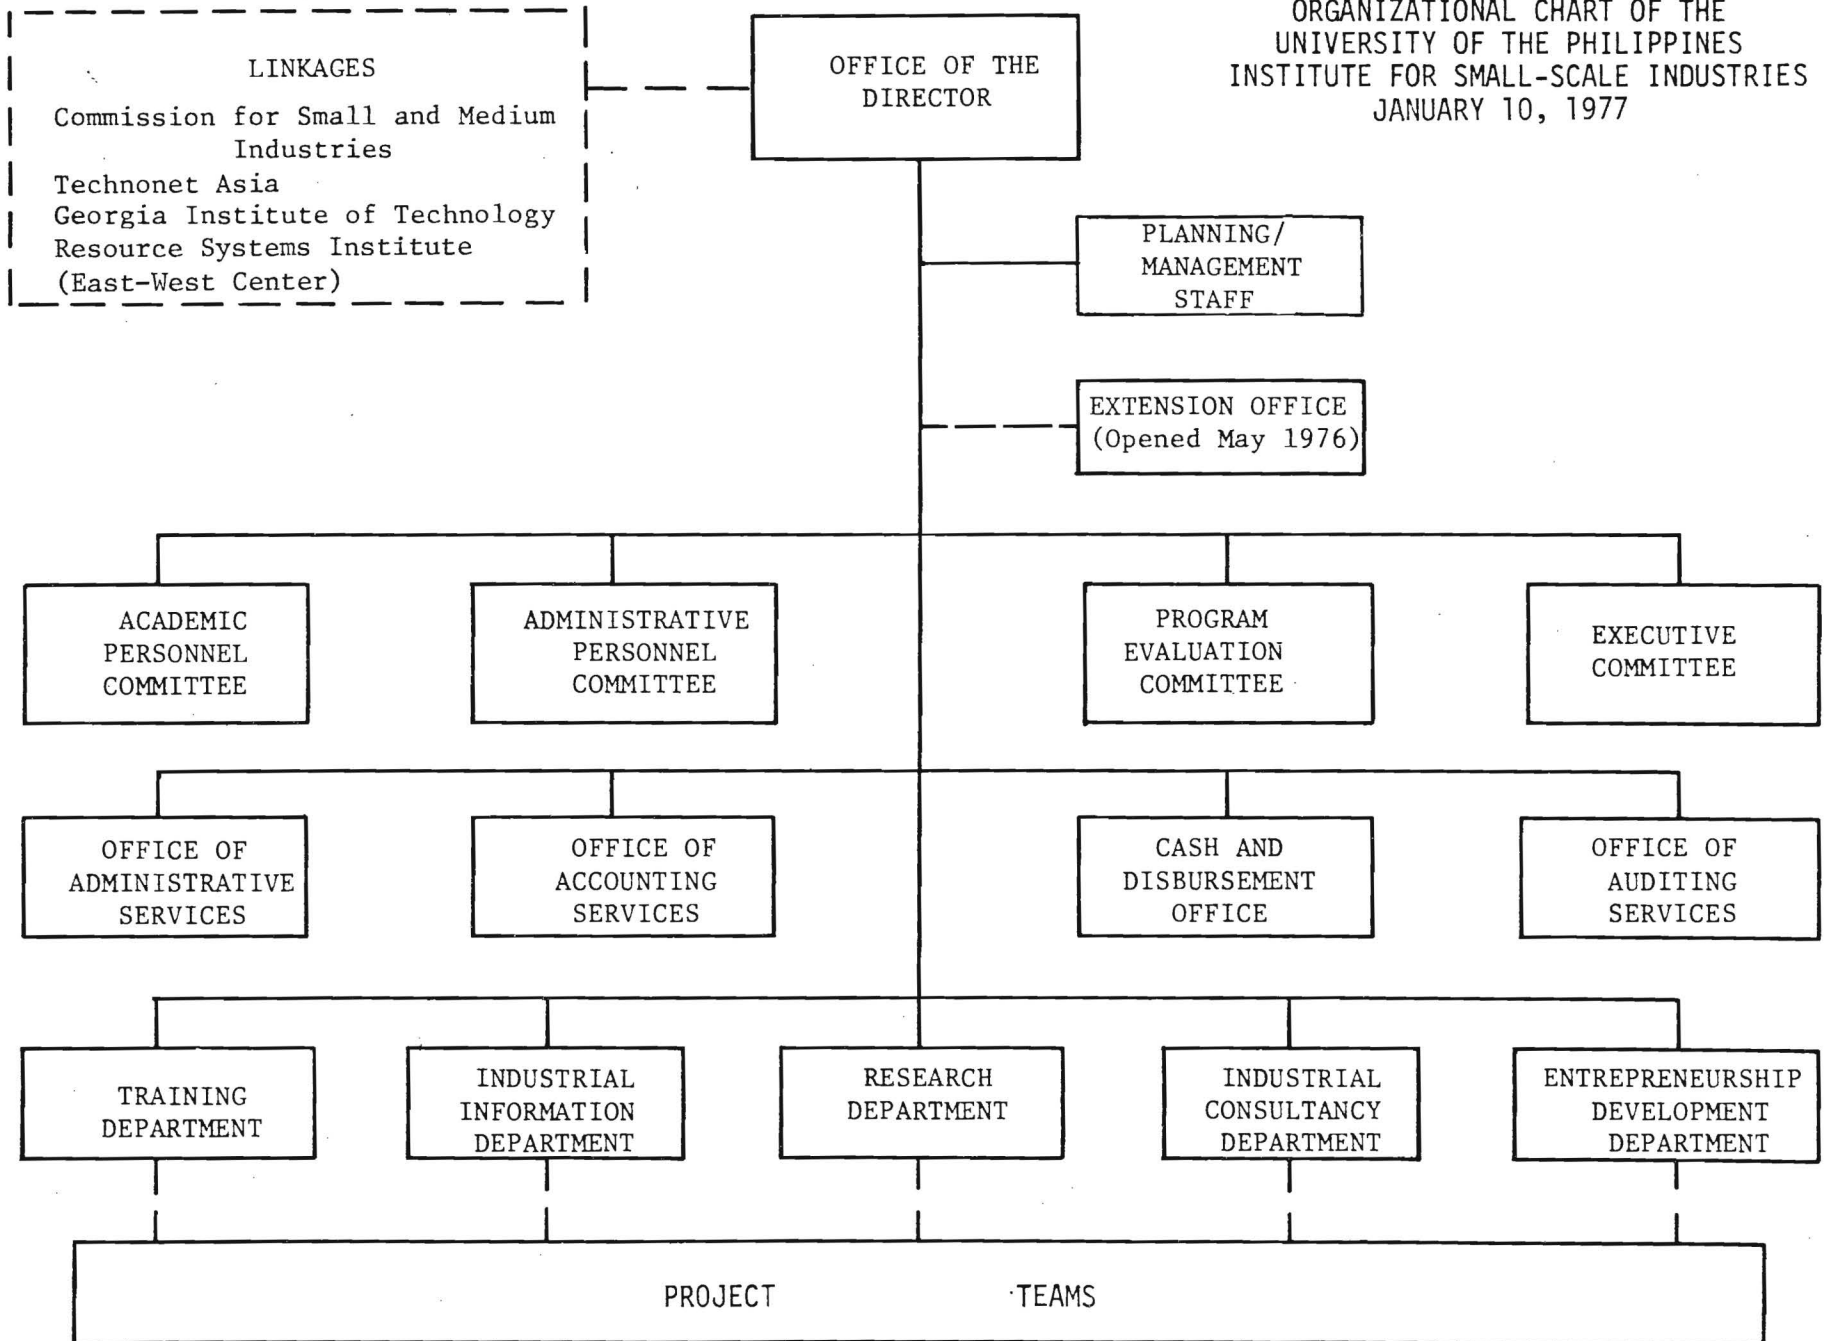 ORGANIZATIONAL CHART OF THE
UNIVERSITY OF THE PHILIPPINES
INSTITUTE FOR SMALL-SCALE INDUSTRIES
JANUARY 10, 1977
LINKAGES
Commission for Small and Medium
Industries
Technonet Asia
Georgia Institute of Technology
Resource Systems Institute
(East-West Center)
OFFICE OF THE
DIRECTOR
PLANNING/
MANAGEMENT
STAFF
EXTENSION OFFICE
(Opened May 1976)
ACADEMIC
PERSONNEL
COMMITTEE
ADMINISTRATIVE
PERSONNEL
COMMITTEE
PROGRAM
EVALUATION
COMMITTEE
EXECUTIVE
COMMITTEE
OFFICE OF
ADMINISTRATIVE
SERVICES
OFFICE OF
ACCOUNTING
SERVICES
CASH AND
DISBURSEMENT
OFFICE
OFFICE OF
AUDITING
SERVICES
TRAINING
DEPARTMENT
INDUSTRIAL
INFORMATION
DEPARTMENT
RESEARCH
DEPARTMENT
INDUSTRIAL
CONSULTANCY
DEPARTMENT
ENTREPRENEURSHIP
DEVELOPMENT
DEPARTMENT
PROJECT TEAMS